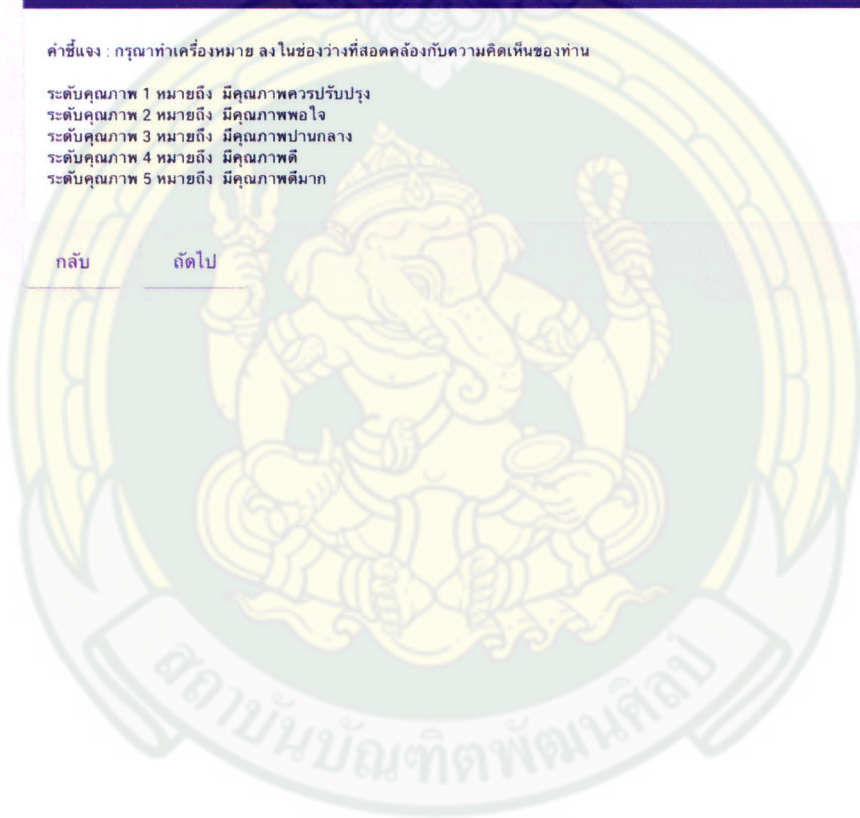 คำชี้แจง : กรุณาทำเครื่องหมาย ลงในช่องว่างที่สอดคล้องกับความคิดเห็นของท่าน
ระดับคุณภาพ 1 หมายถึง มีคุณภาพควรปรับปรุง
ระดับคุณภาพ 2 หมายถึง มีคุณภาพพอใจ
ระดับคุณภาพ 3 หมายถึง มีคุณภาพปานกลาง
ระดับคุณภาพ 4 หมายถึง มีคุณภาพดี
ระดับคุณภาพ 5 หมายถึง มีคุณภาพดีมาก
กลับ ถัดไป
สถาบันบัณฑิตพัฒนศิลป์